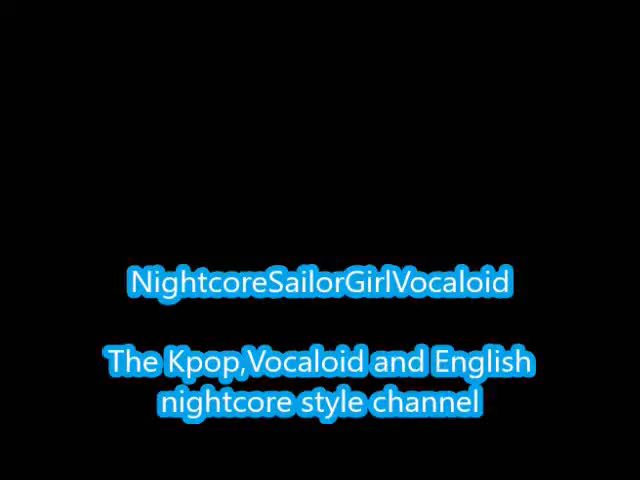 NightcoreSailorGirlVocaloid
The Kpop,Vocaloid and English
nightcore style channel